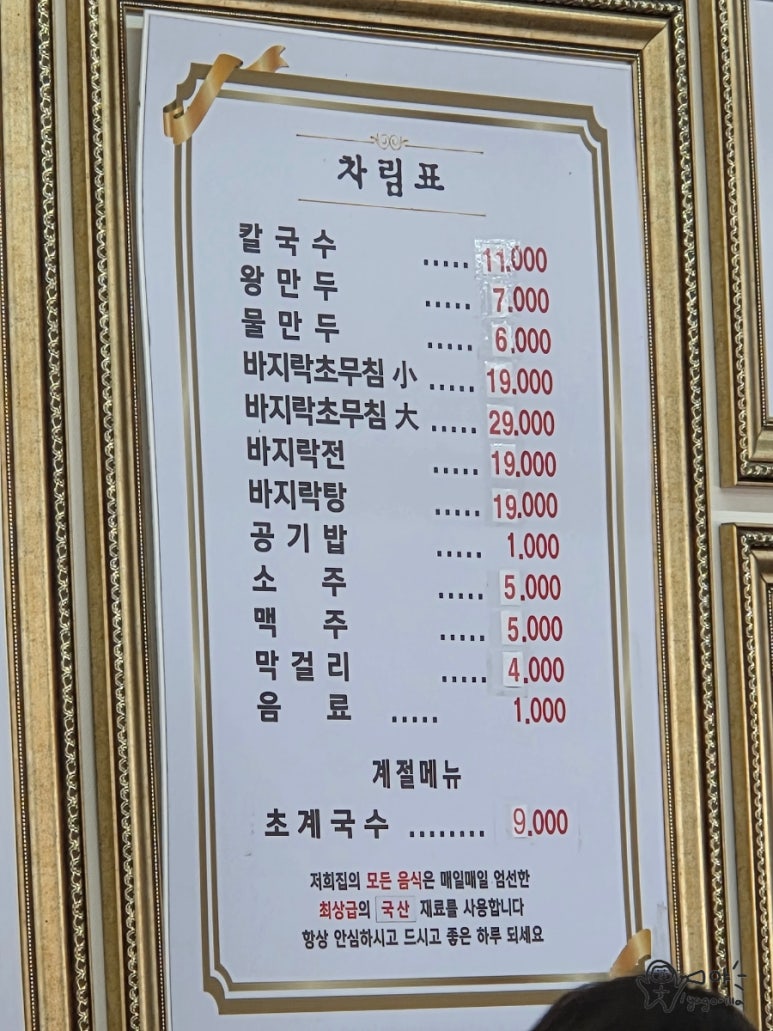 차림표
칼국수 ..... 11.000
왕만두 ..... 7.000
물만두 ..... 6.000
바지락초무침 小 ..... 19.000
바지락초무침 大 ..... 29.000
바지락전 ..... 19.000
바지락탕 ..... 19.000
공기밥 ..... 1.000
소주 ..... 5.000
맥주 ..... 5.000
막걸리 ..... 4.000
음료 ..... 1.000
계절메뉴
초계국수 ........ 9.000
저희집의 모든 음식은 매일매일 엄선한
최상급의 국산 재료를 사용합니다
항상 안심하시고 드시고 좋은 하루 되세요